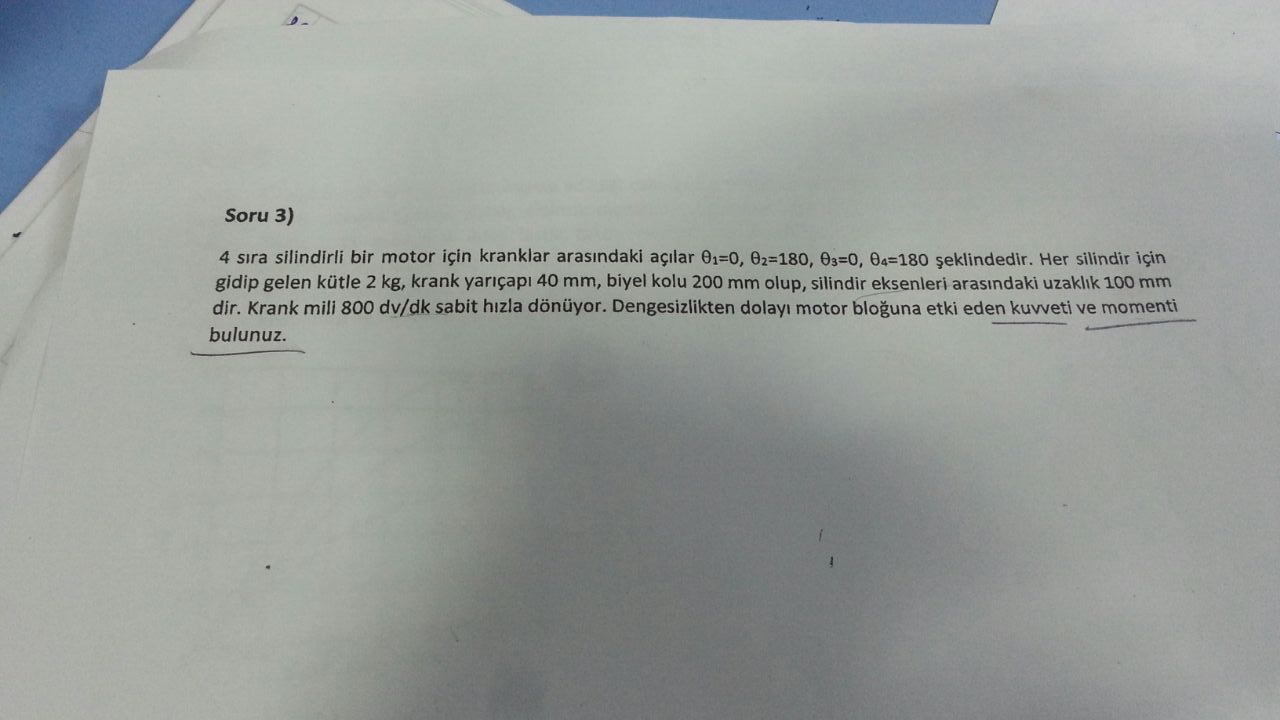 Soru 3)
4 sıra silindirli bir motor için kranklar arasındaki açılar θ₁=0, θ₂=180, θ₃=0, θ₄=180 şeklindedir. Her silindir için
gidip gelen kütle 2 kg, krank yarıçapı 40 mm, biyel kolu 200 mm olup, silindir eksenleri arasındaki uzaklık 100 mm
dir. Krank mili 800 dv/dk sabit hızla dönüyor. Dengesizlikten dolayı motor bloğuna etki eden kuvveti ve momenti
bulunuz.